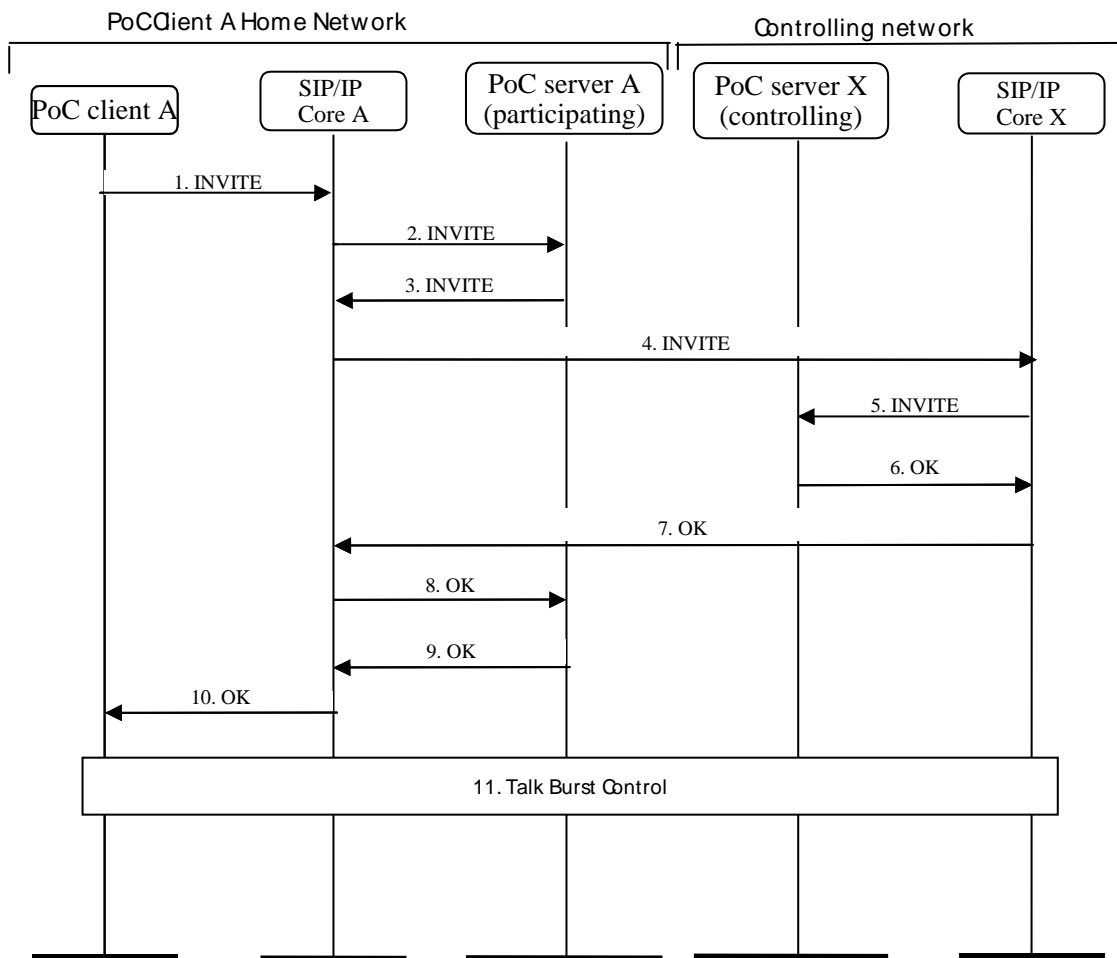 PoCClient A Home Network
Controlling network
PoC client A
SIP/IP
Core A
PoC server A
(participating)
PoC server X
(controlling)
SIP/IP
Core X
1. INVITE
2. INVITE
3. INVITE
4. INVITE
5. INVITE
6. OK
7. OK
8. OK
9. OK
10. OK
11. Talk Burst Control